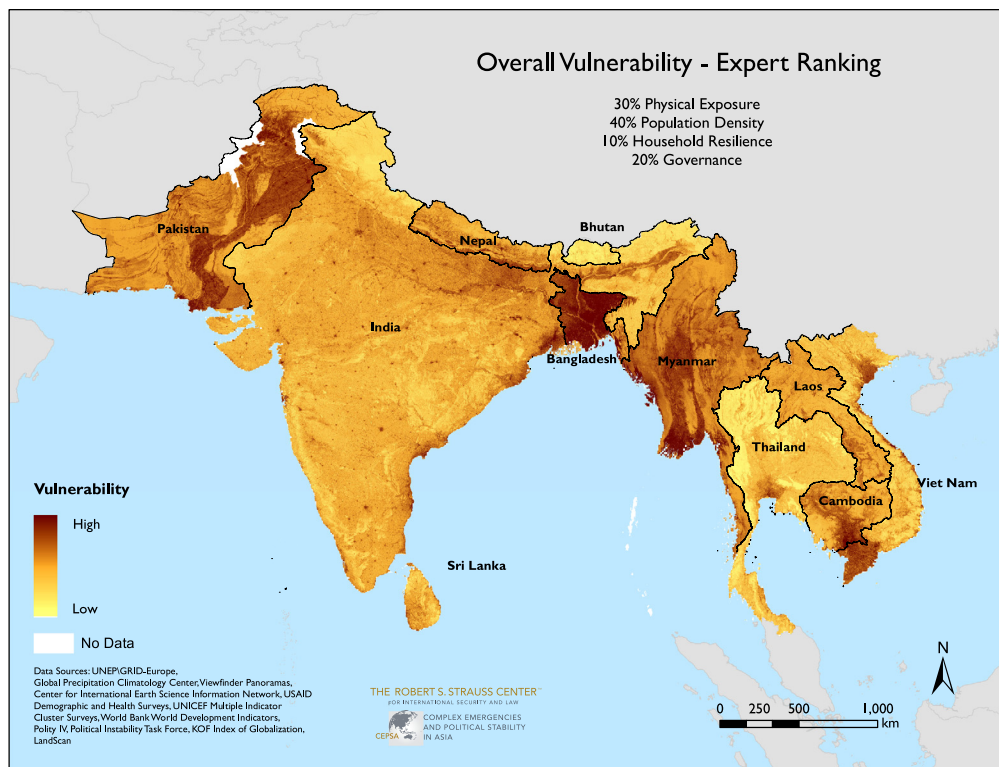 Overall Vulnerability - Expert Ranking
30% Physical Exposure
40% Population Density
10% Household Resilience
20% Governance
Pakistan
Nepal
Bhutan
India
Bangladesh
Myanmar
Laos
Thailand
Viet Nam
Cambodia
Sri Lanka
Vulnerability
High
Low
No Data
Data Sources: UNEP\GRID-Europe,
Global Precipitation Climatology Center, Viewfinder Panoramas,
Center for International Earth Science Information Network, USAID
Demographic and Health Surveys, UNICEF Multiple Indicator
Cluster Surveys, World Bank World Development Indicators,
Polity IV, Political Instability Task Force, KOF Index of Globalization,
LandScan
THE ROBERT S. STRAUSS CENTER™
FOR INTERNATIONAL SECURITY AND LAW
CEPSA
COMPLEX EMERGENCIES
AND POLITICAL STABILITY
IN ASIA
N
0 250 500 1,000
km